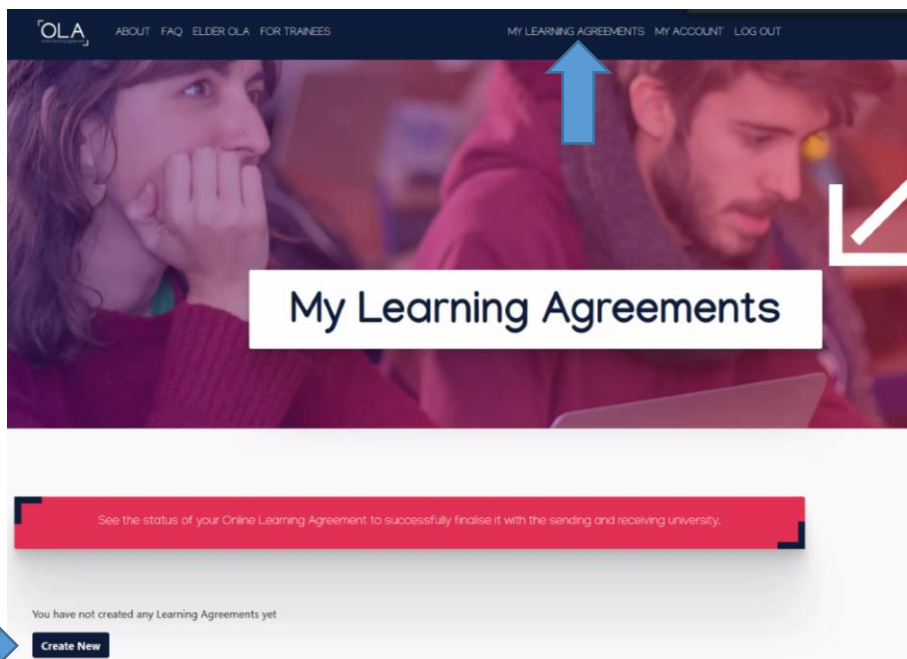 OLA
ABOUT FAQ ELDER OLA FOR TRAINEES MY LEARNING AGREEMENTS MY ACCOUNT LOG OUT
My Learning Agreements
See the status of your Online Learning Agreement to successfully finalise it with the sending and receiving university.
You have not created any Learning Agreements yet
Create New